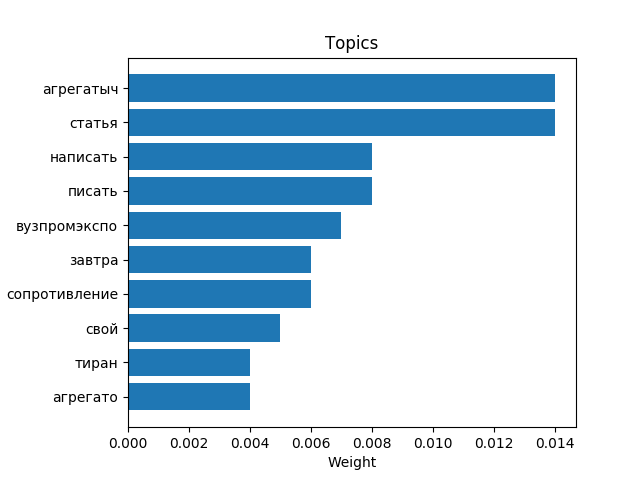 Topics
агрегатыч
статья
написать
писать
вузпромэкспо
завтра
сопротивление
свой
тиран
агрегато
0.000 0.002 0.004 0.006 0.008 0.010 0.012 0.014
Weight